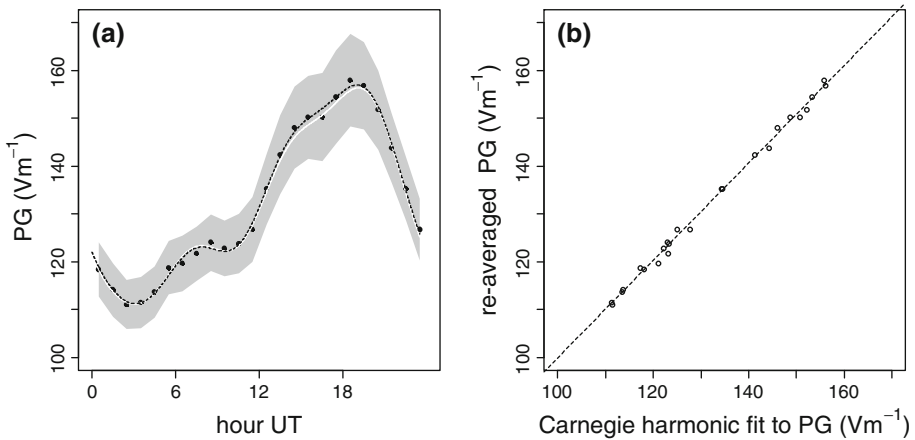 (a)
PG (Vm⁻¹)
100
120
140
160
0
6
12
18
hour UT
(b)
re-averaged PG (Vm⁻¹)
100
120
140
160
100
120
140
160
Carnegie harmonic fit to PG (Vm⁻¹)